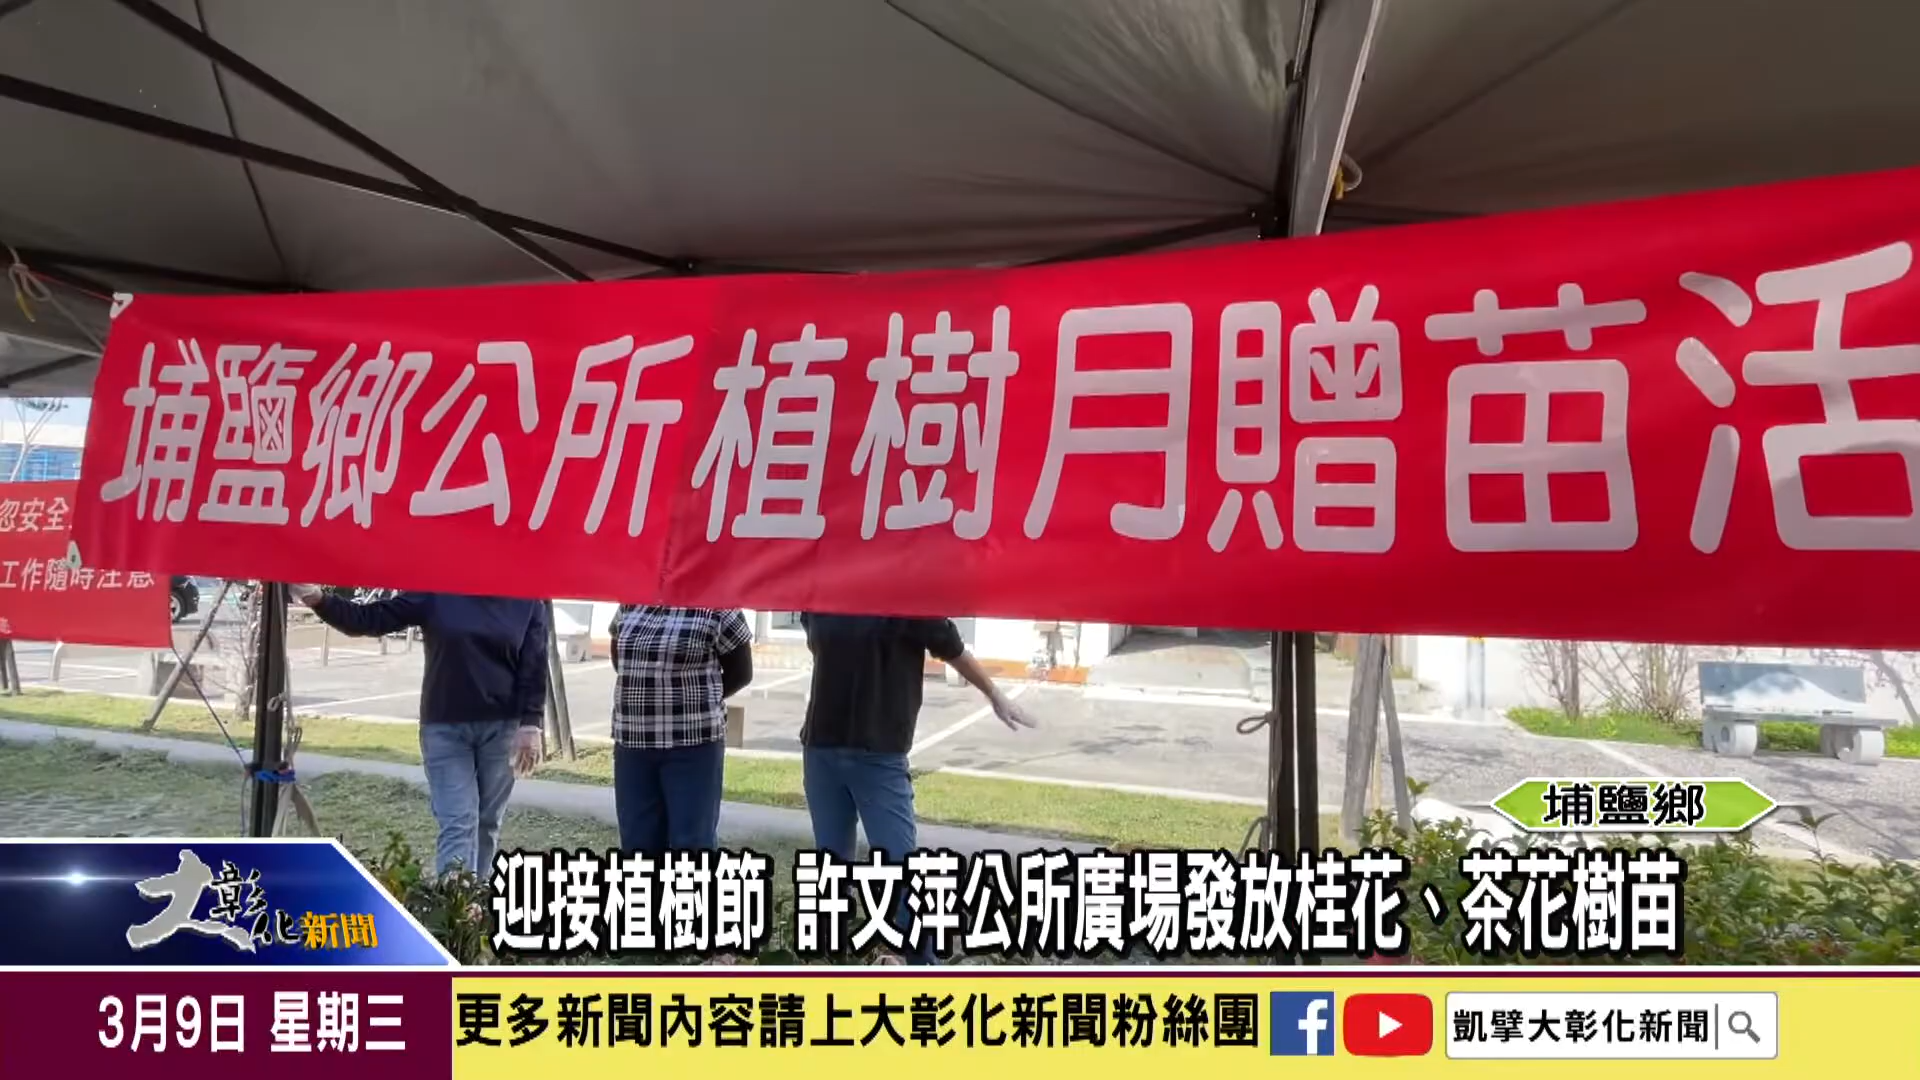 埔鹽鄉公所植樹月贈苗活
忽安全
工作隨時注意
埔鹽鄉
大彰化新聞
迎接植樹節 許文萍公所廣場發放桂花、茶花樹苗
3月9日 星期三
更多新聞內容請上大彰化新聞粉絲團
凱擘大彰化新聞